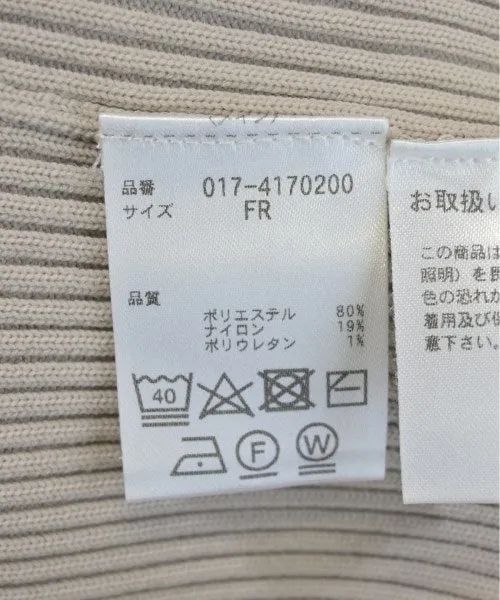 品番 017-4170200
サイズ FR
品質
ポリエステル 80%
ナイロン 19%
ポリウレタン 1%
40
F W
お取扱い
この商品は
照明）を
色の恐れか
着用及び保
意下さい。